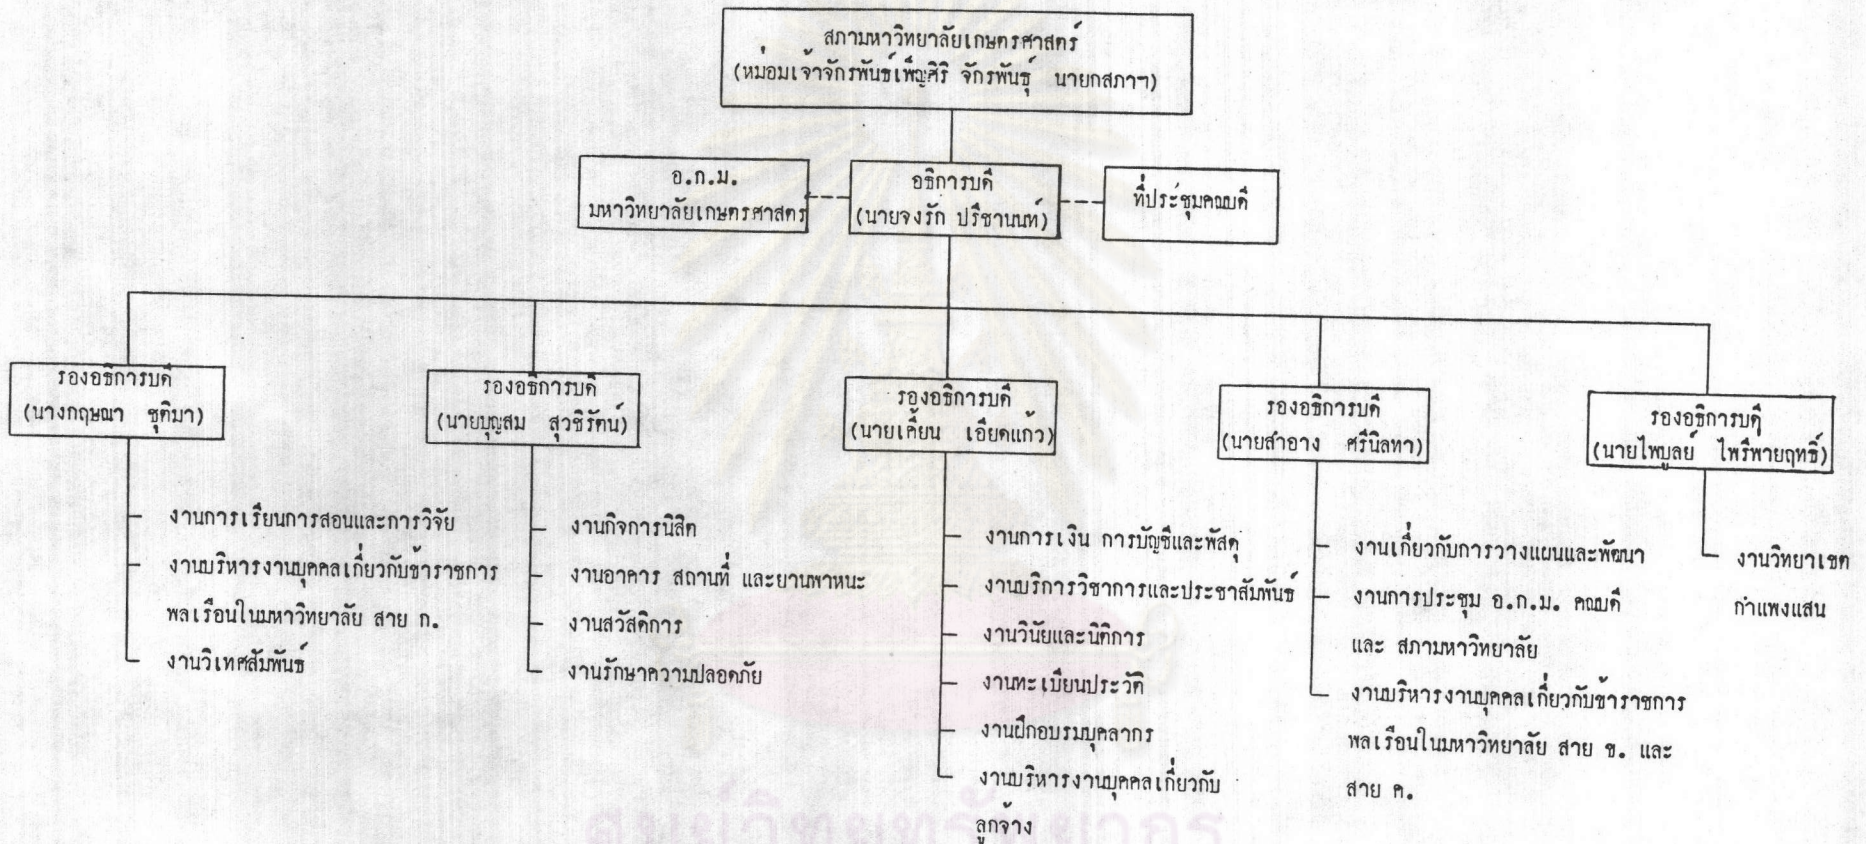 สภามหาวิทยาลัยเกษตรศาสตร์
(หม่อมเจ้าจักรพันธ์เพ็ญศิริ จักรพันธุ์ นายกสภาฯ)
อ.ก.ม.
มหาวิทยาลัยเกษตรศาสตร์
อธิการบดี
(นายจงรัก ปรีชานนท์)
ที่ประชุมคณบดี
รองอธิการบดี
(นางกฤษณา ชุติมา)
งานการเรียนการสอนและการวิจัย
งานบริหารงานบุคคลเกี่ยวกับข้าราชการ
พลเรือนในมหาวิทยาลัย สาย ก.
งานวิเทศสัมพันธ์
รองอธิการบดี
(นายบุญสม สุวชิรัตน์)
งานกิจการนิสิต
งานอาคาร สถานที่ และยานพาหนะ
งานสวัสดิการ
งานรักษาความปลอดภัย
รองอธิการบดี
(นายเคี้ยน เอียดแก้ว)
งานการเงิน การบัญชีและพัสดุ
งานบริการวิชาการและประชาสัมพันธ์
งานวินัยและนิติการ
งานทะเบียนประวัติ
งานฝึกอบรมบุคลากร
งานบริหารงานบุคคลเกี่ยวกับ
ลูกจ้าง
รองอธิการบดี
(นายสำอาง ศรีนิลทา)
งานเกี่ยวกับการวางแผนและพัฒนา
งานการประชุม อ.ก.ม. คณบดี
และ สภามหาวิทยาลัย
งานบริหารงานบุคคลเกี่ยวกับข้าราชการ
พลเรือนในมหาวิทยาลัย สาย ข. และ
สาย ค.
รองอธิการบดี
(นายไพบูลย์ ไพรีพายฤทธิ์)
งานวิทยาเขต
กำแพงแสน
ศูนย์วิทยทรัพยากร